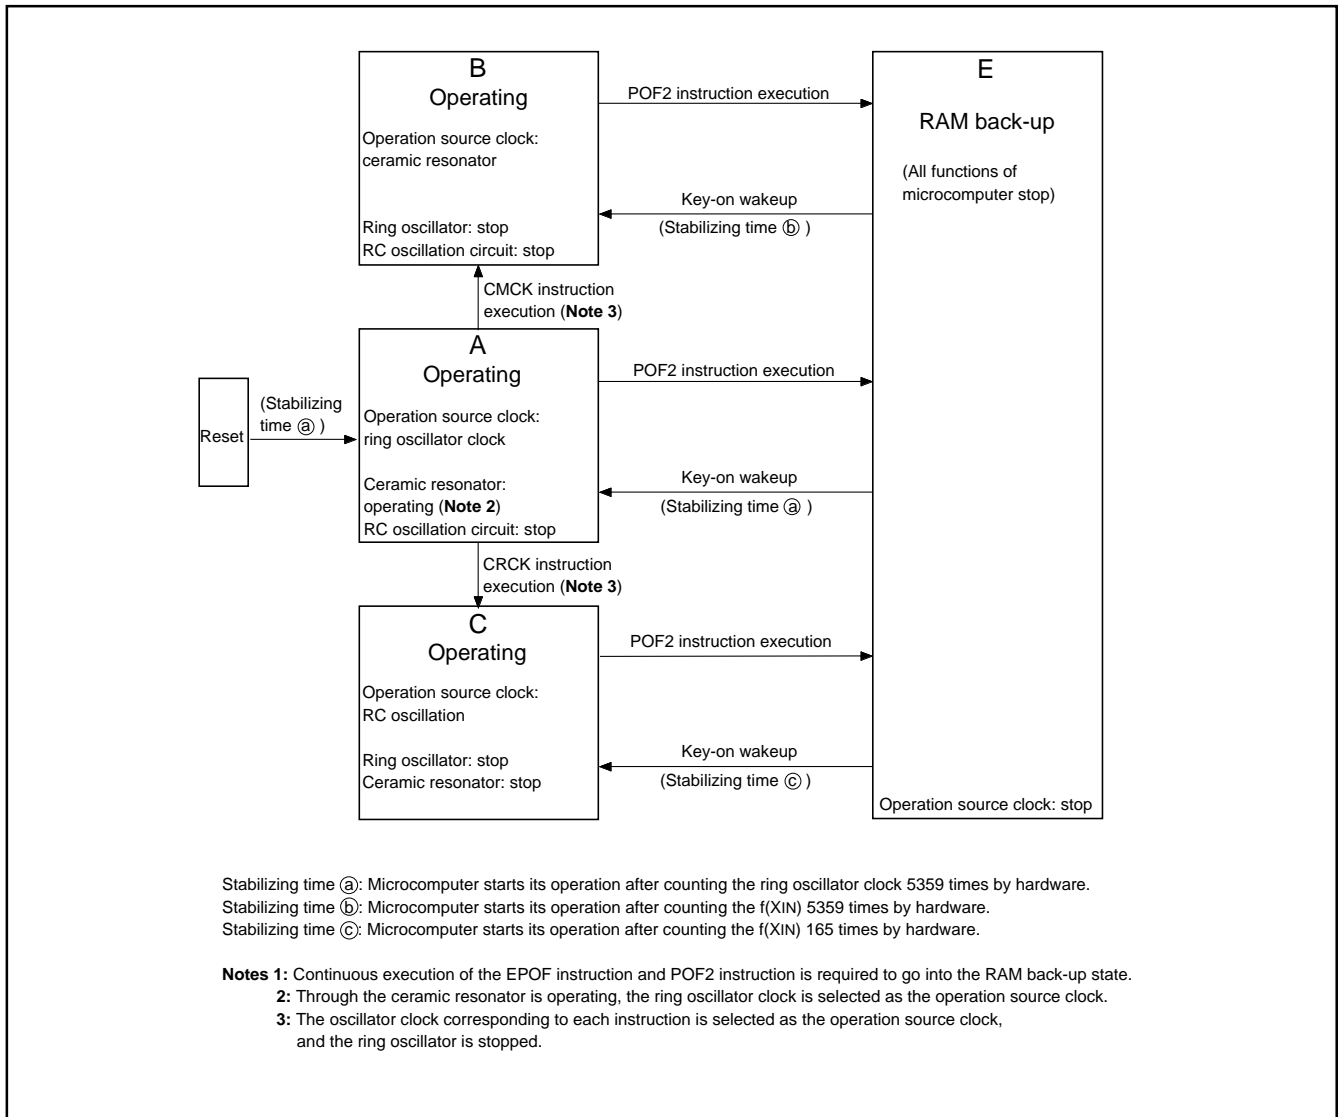 B
Operating
Operation source clock:
ceramic resonator
Ring oscillator: stop
RC oscillation circuit: stop
POF2 instruction execution
Key-on wakeup
(Stabilizing time ⓑ )
E
RAM back-up
(All functions of
microcomputer stop)
CMCK instruction
execution (Note 3)
Reset
(Stabilizing
time ⓐ )
A
Operating
Operation source clock:
ring oscillator clock
Ceramic resonator:
operating (Note 2)
RC oscillation circuit: stop
POF2 instruction execution
Key-on wakeup
(Stabilizing time ⓐ )
CRCK instruction
execution (Note 3)
C
Operating
Operation source clock:
RC oscillation
Ring oscillator: stop
Ceramic resonator: stop
POF2 instruction execution
Key-on wakeup
(Stabilizing time ⓒ )
Operation source clock: stop
Stabilizing time ⓐ: Microcomputer starts its operation after counting the ring oscillator clock 5359 times by hardware.
Stabilizing time ⓑ: Microcomputer starts its operation after counting the f(XIN) 5359 times by hardware.
Stabilizing time ⓒ: Microcomputer starts its operation after counting the f(XIN) 165 times by hardware.
Notes 1: Continuous execution of the EPOF instruction and POF2 instruction is required to go into the RAM back-up state.
2: Through the ceramic resonator is operating, the ring oscillator clock is selected as the operation source clock.
3: The oscillator clock corresponding to each instruction is selected as the operation source clock,
and the ring oscillator is stopped.